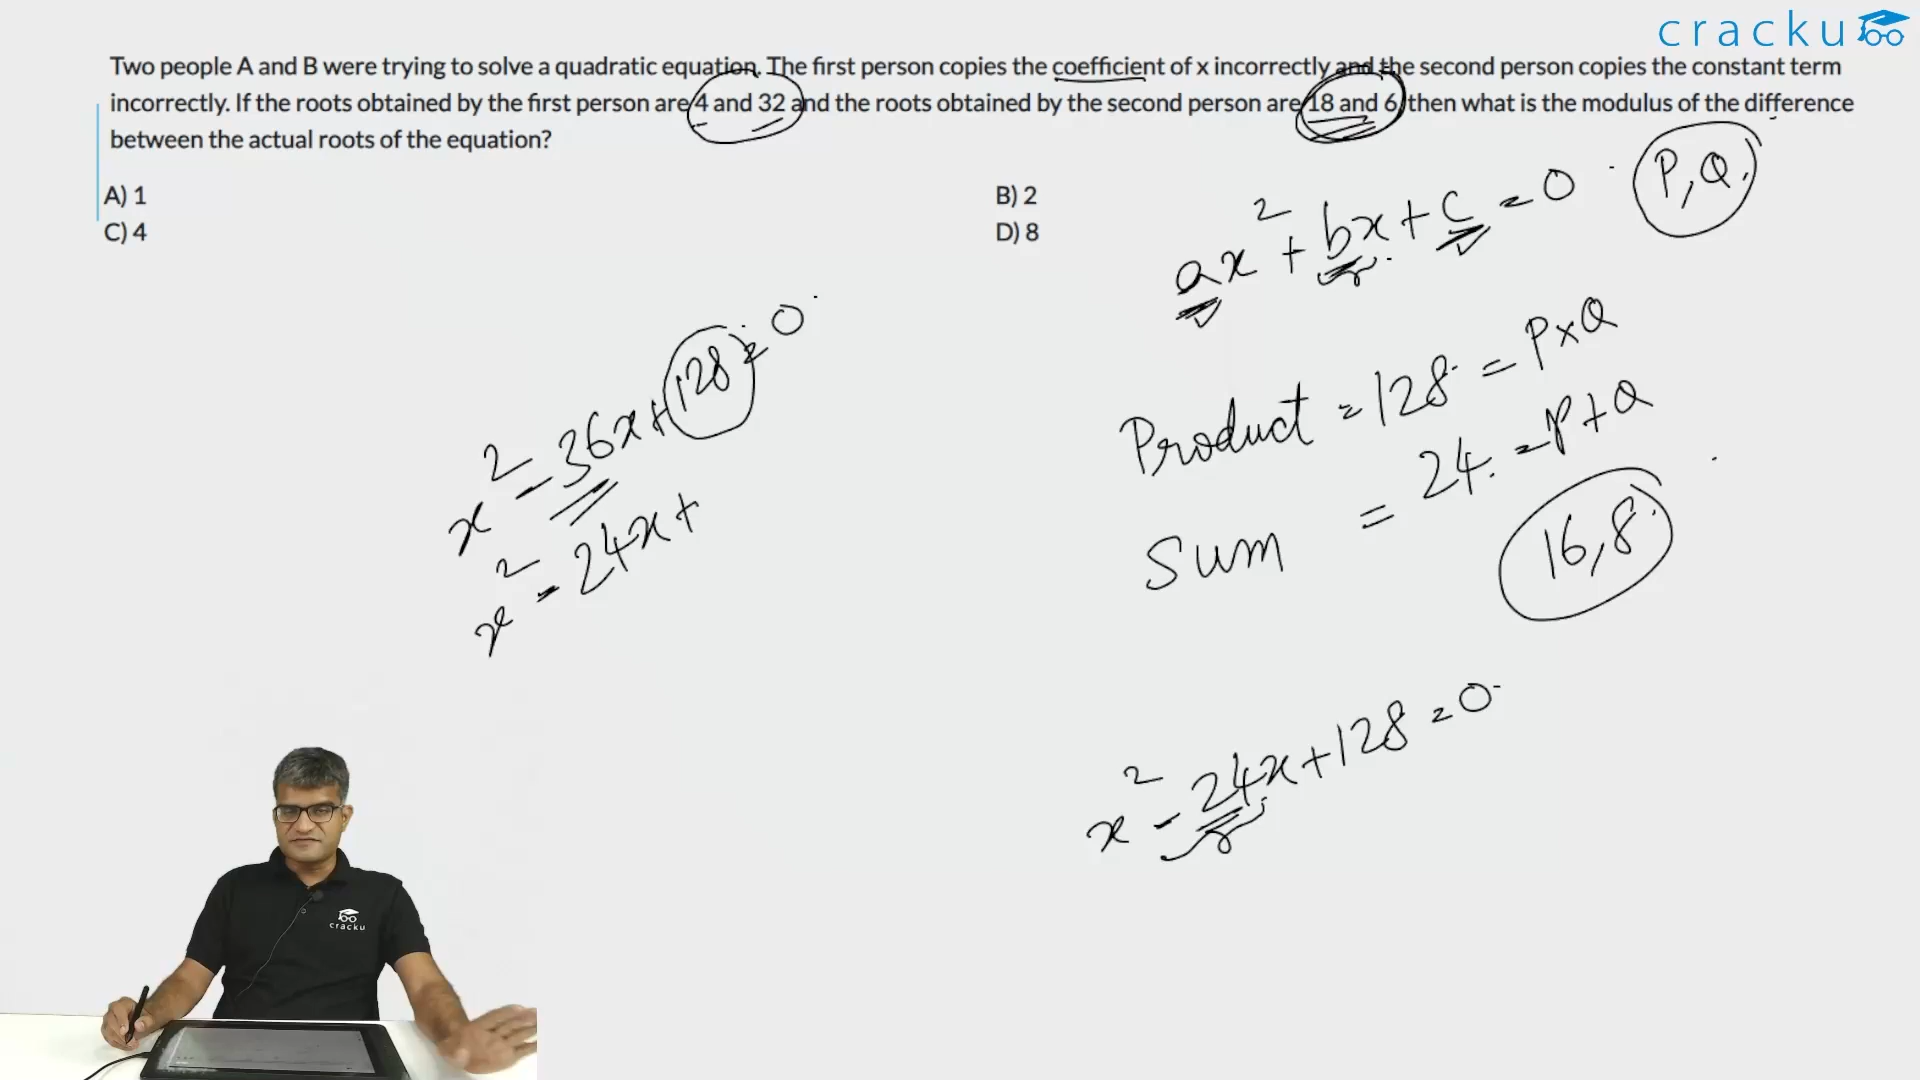 cracku
Two people A and B were trying to solve a quadratic equation. The first person copies the coefficient of x incorrectly and the second person copies the constant term
incorrectly. If the roots obtained by the first person are 4 and 32 and the roots obtained by the second person are 18 and 6, then what is the modulus of the difference
between the actual roots of the equation?
A) 1
B) 2
C) 4
D) 8
ax² + bx + c = 0
P, Q
x² - 36x + 128 = 0
x² - 24x +
Product = 128 = P x Q
Sum = 24 = P + Q
16, 8
x² - 24x + 128 = 0
cracku